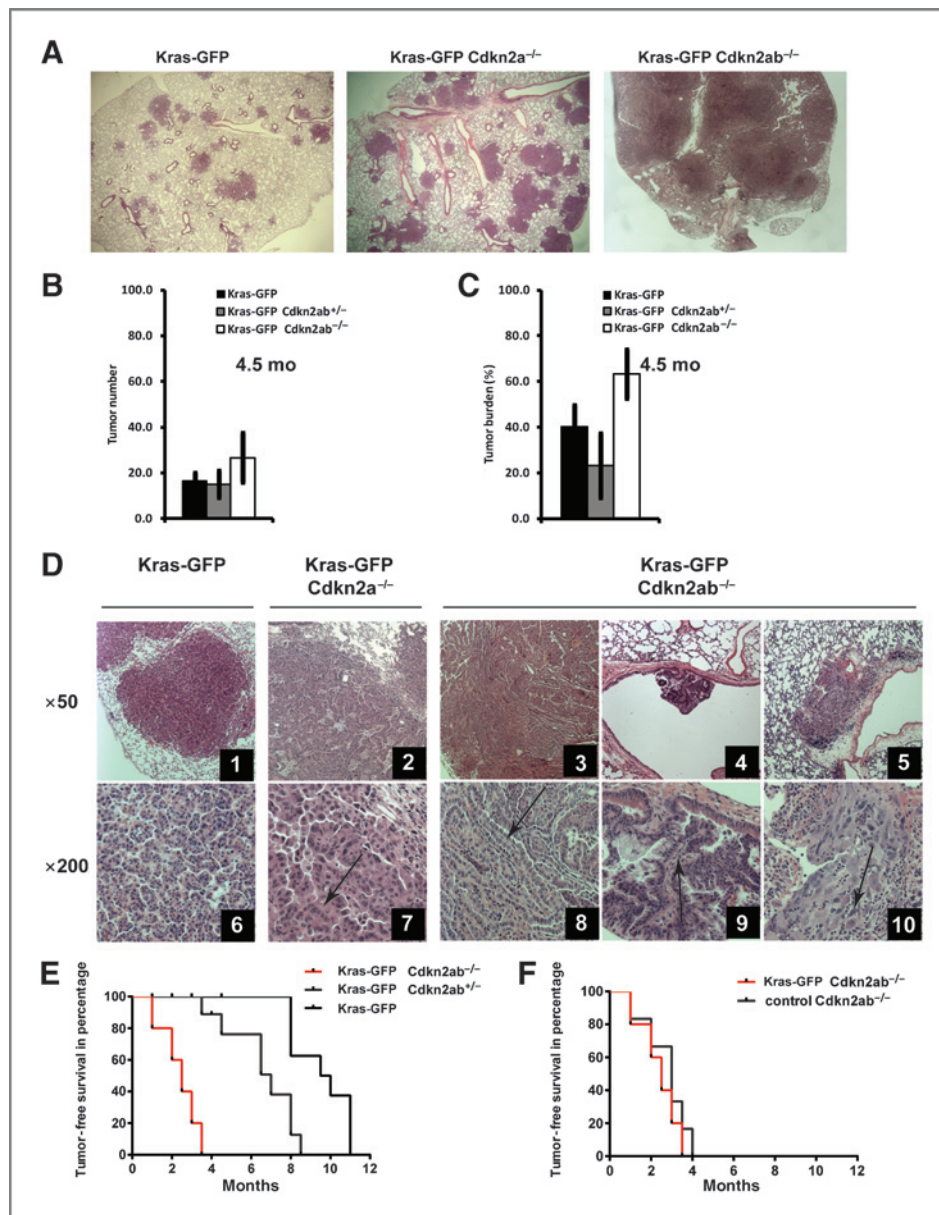 A
Kras-GFP
Kras-GFP Cdkn2a–/–
Kras-GFP Cdkn2ab–/–
B
100.0
80.0
60.0
40.0
20.0
0.0
Tumor number
Kras-GFP
Kras-GFP Cdkn2ab+/–
Kras-GFP Cdkn2ab–/–
4.5 mo
C
100.0
80.0
60.0
40.0
20.0
0.0
Tumor burden (%)
Kras-GFP
Kras-GFP Cdkn2ab+/–
Kras-GFP Cdkn2ab–/–
4.5 mo
D
Kras-GFP
Kras-GFP
Cdkn2a–/–
Kras-GFP
Cdkn2ab–/–
×50
1
2
3
4
5
×200
6
7
8
9
10
E
Kras-GFP Cdkn2ab–/–
Kras-GFP Cdkn2ab+/–
Kras-GFP
Tumor-free survival in percentage
100
80
60
40
20
0
0 2 4 6 8 10 12
Months
F
Kras-GFP Cdkn2ab–/–
control Cdkn2ab–/–
Tumor-free survival in percentage
100
80
60
40
20
0
0 2 4 6 8 10 12
Months